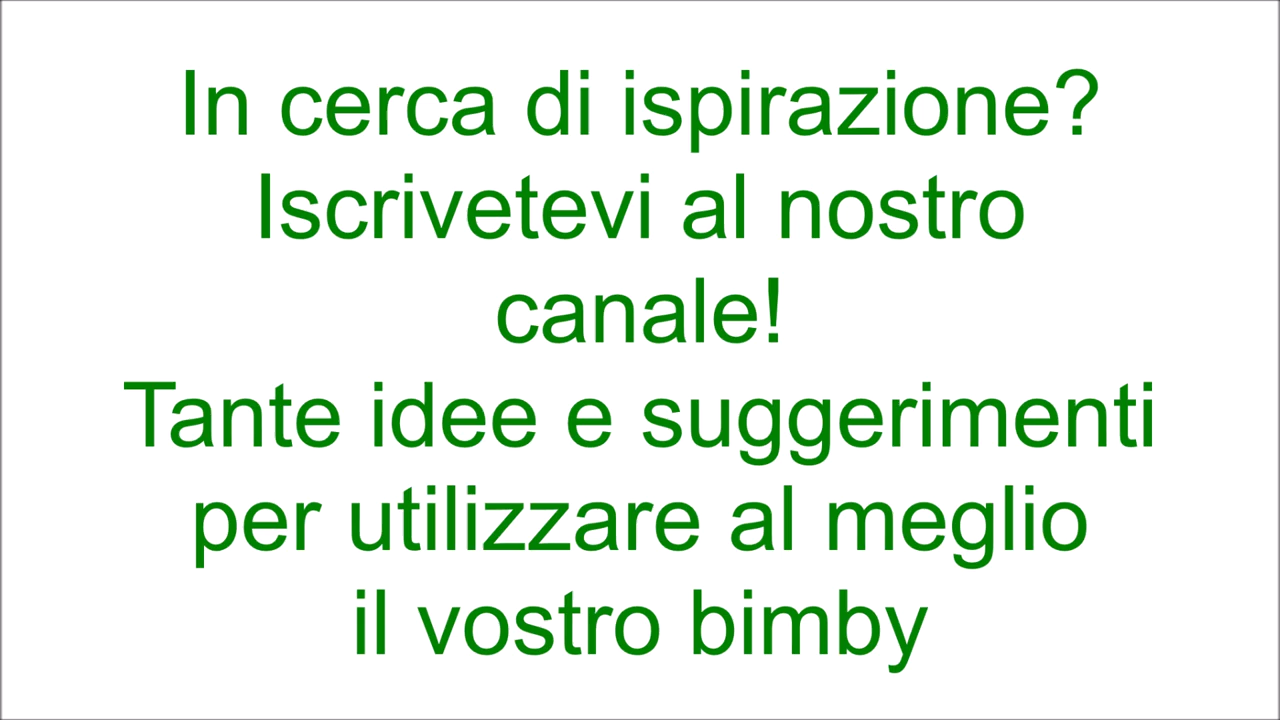 In cerca di ispirazione?
Iscrivetevi al nostro
canale!
Tante idee e suggerimenti
per utilizzare al meglio
il vostro bimby